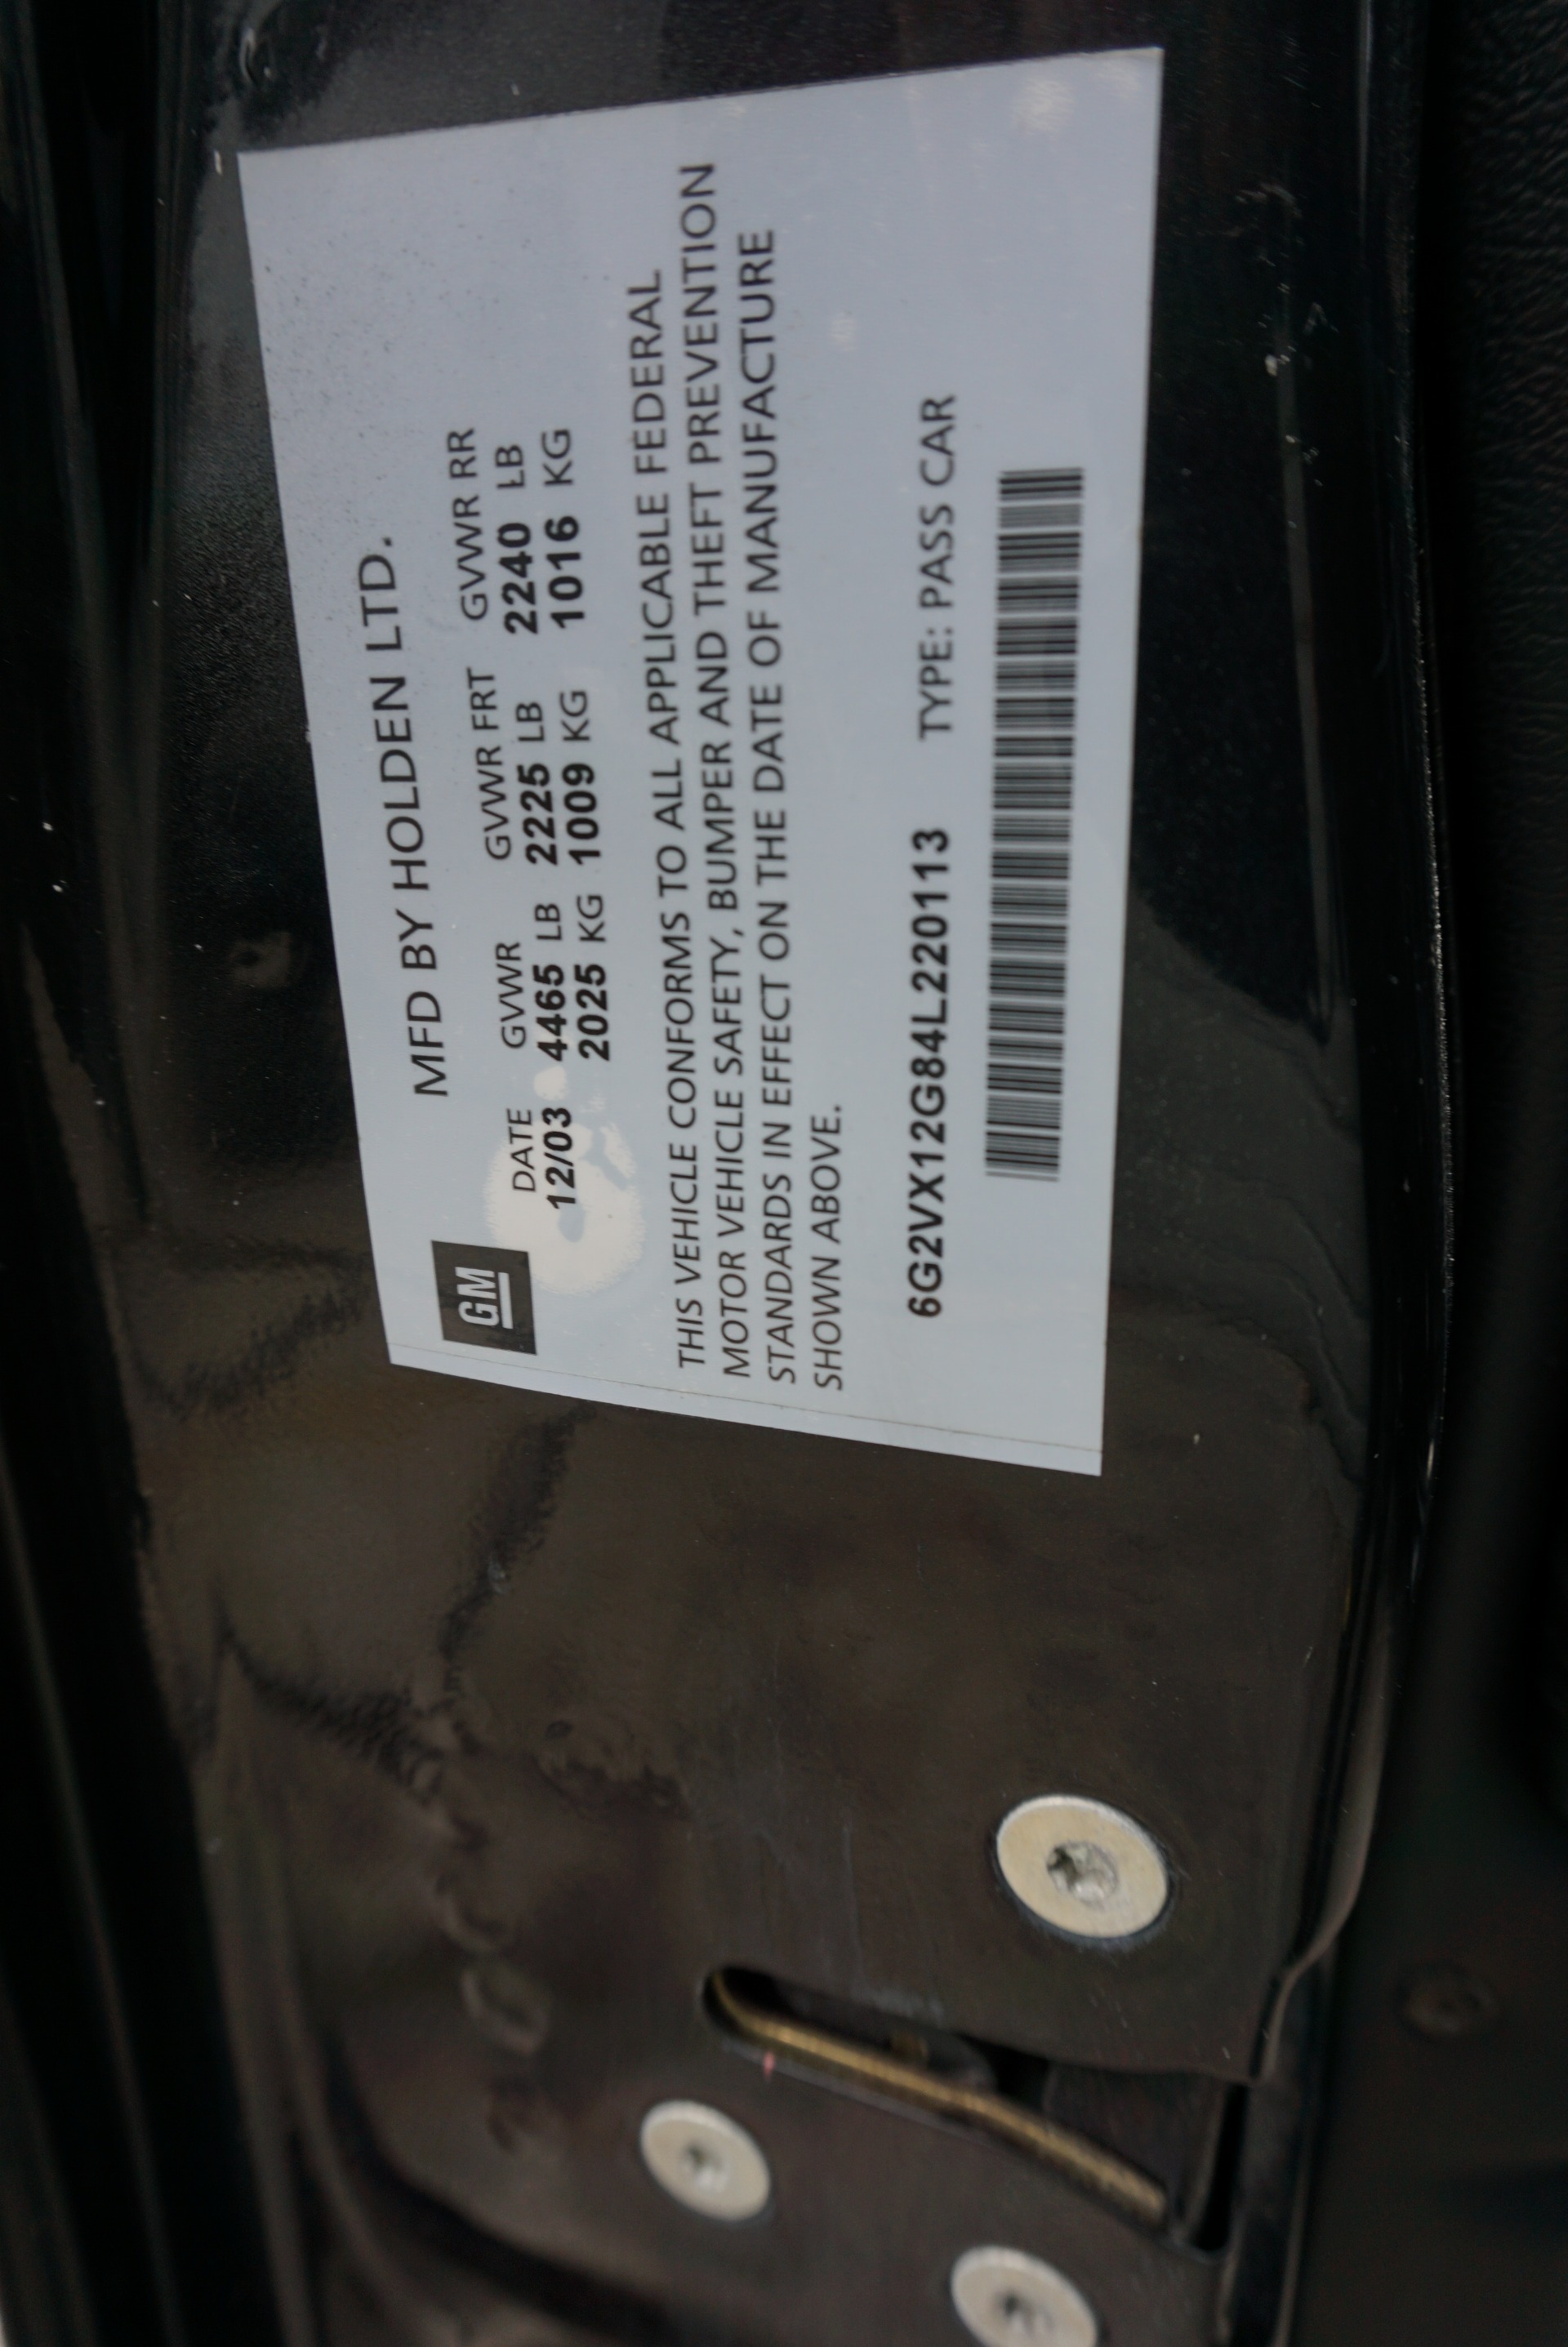 MFD BY HOLDEN LTD.
GM
DATE GVWR GVWR FRT GVWR RR
12/03 4465 LB 2225 LB 2240 LB
2025 KG 1009 KG 1016 KG
THIS VEHICLE CONFORMS TO ALL APPLICABLE FEDERAL
MOTOR VEHICLE SAFETY, BUMPER AND THEFT PREVENTION
STANDARDS IN EFFECT ON THE DATE OF MANUFACTURE
SHOWN ABOVE.
6G2VX12G84L220113 TYPE: PASS CAR